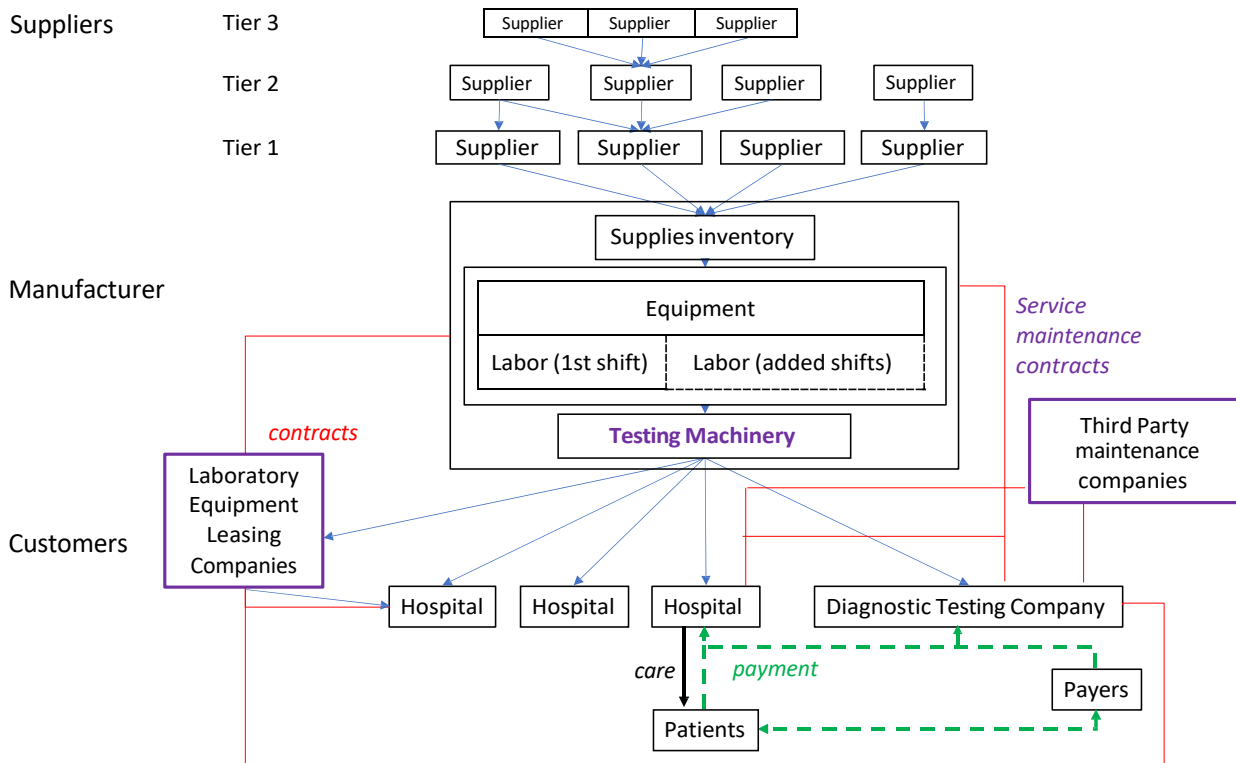 Suppliers
Tier 3
Supplier
Supplier
Supplier
Tier 2
Supplier
Supplier
Supplier
Supplier
Tier 1
Supplier
Supplier
Supplier
Supplier
Supplies inventory
Manufacturer
Equipment
Labor (1st shift)
Labor (added shifts)
Service
maintenance
contracts
Testing Machinery
contracts
Third Party
maintenance
companies
Laboratory
Equipment
Leasing
Companies
Customers
Hospital
Hospital
Hospital
Diagnostic Testing Company
care
payment
Payers
Patients